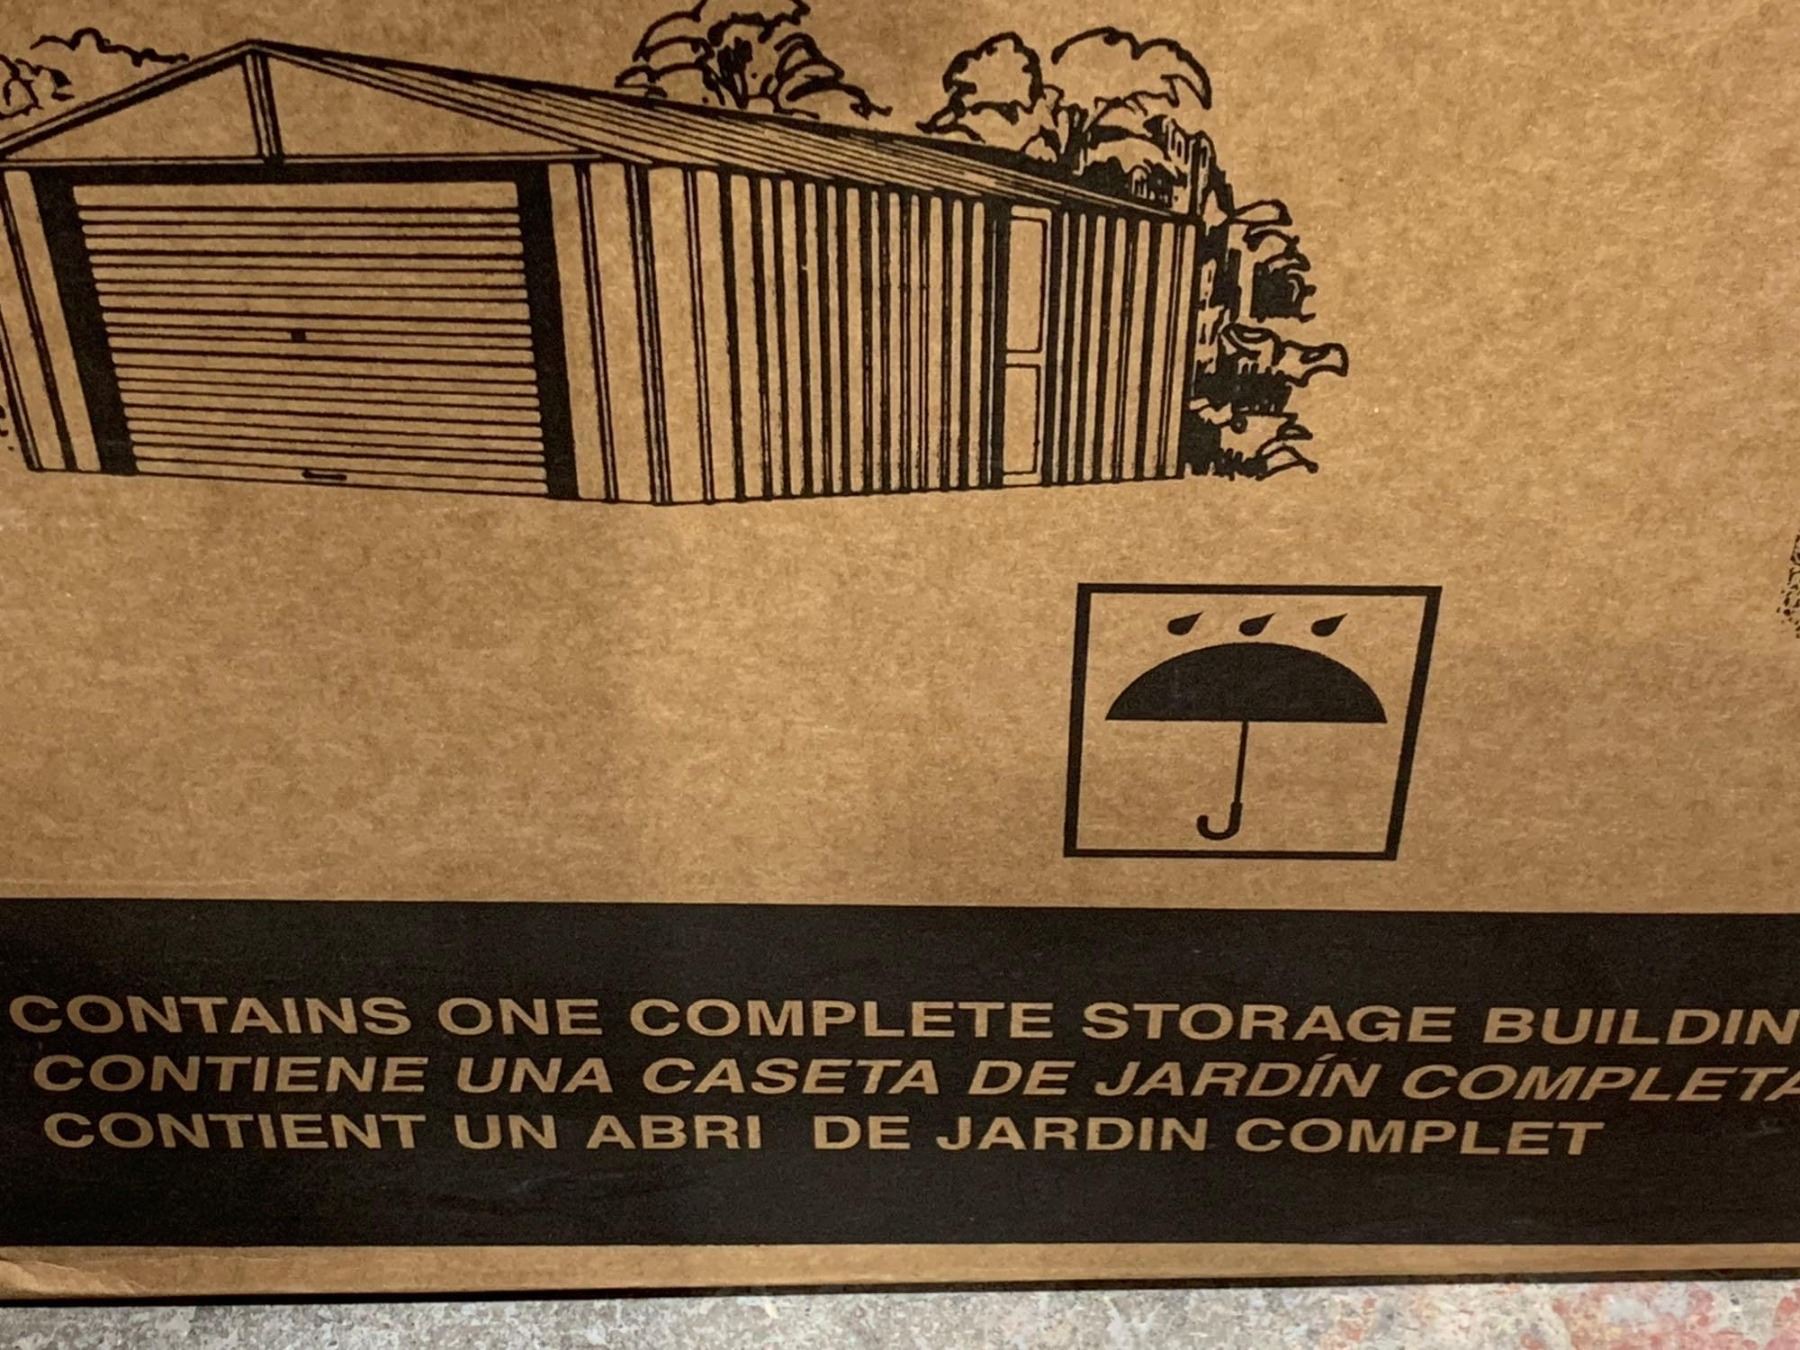 CONTAINS ONE COMPLETE STORAGE BUILDIN
CONTIENE UNA CASETA DE JARDÍN COMPLETA
CONTIENT UN ABRI DE JARDIN COMPLET